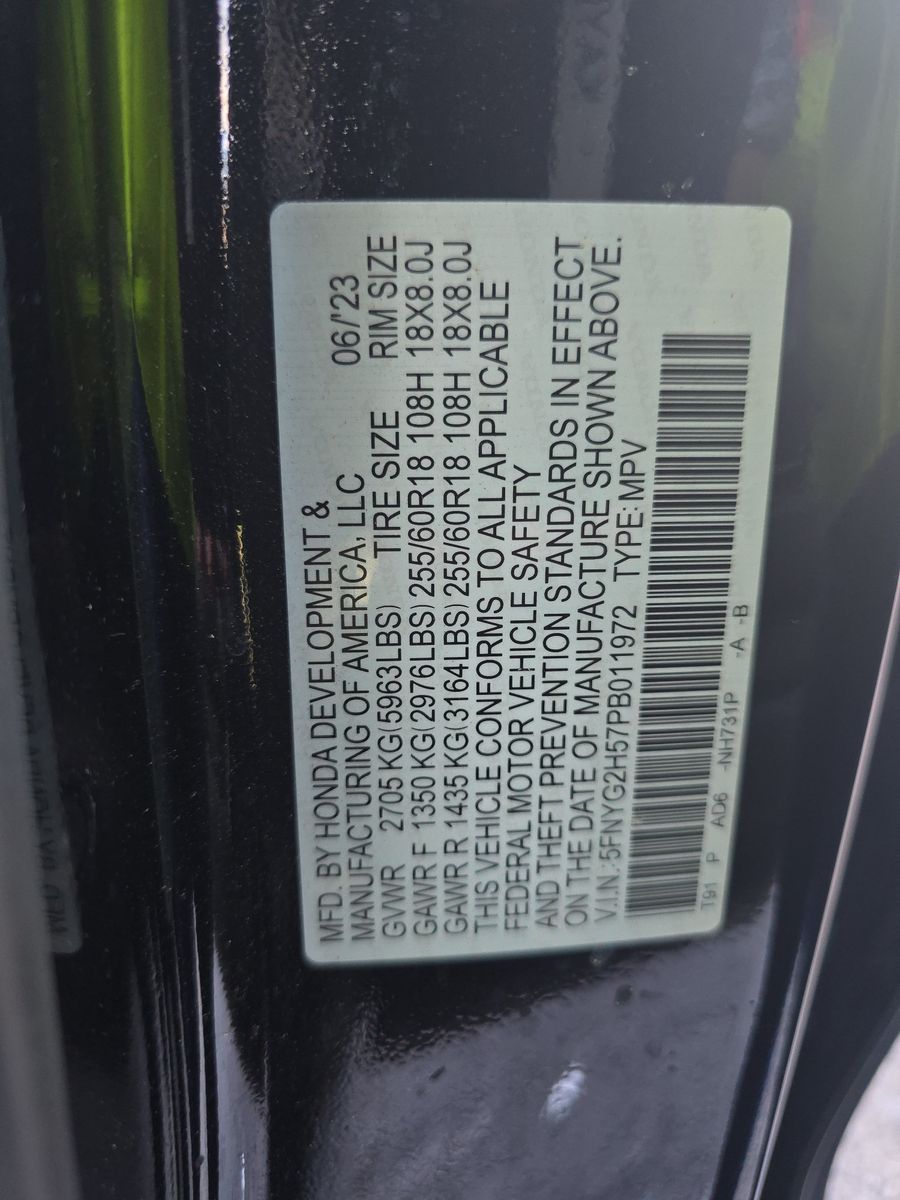 MFD. BY HONDA DEVELOPMENT &
MANUFACTURING OF AMERICA, LLC 06/'23
GVWR 2705 KG(5963LBS) TIRE SIZE RIM SIZE
GAWR F 1350 KG(2976LBS) 255/60R18 108H 18X8.0J
GAWR R 1435 KG(3164LBS) 255/60R18 108H 18X8.0J
THIS VEHICLE CONFORMS TO ALL APPLICABLE
FEDERAL MOTOR VEHICLE SAFETY
AND THEFT PREVENTION STANDARDS IN EFFECT
ON THE DATE OF MANUFACTURE SHOWN ABOVE.
V.I.N.:5FNYG2H57PB011972 TYPE:MPV
T91 P AD6 -NH731P -A -B